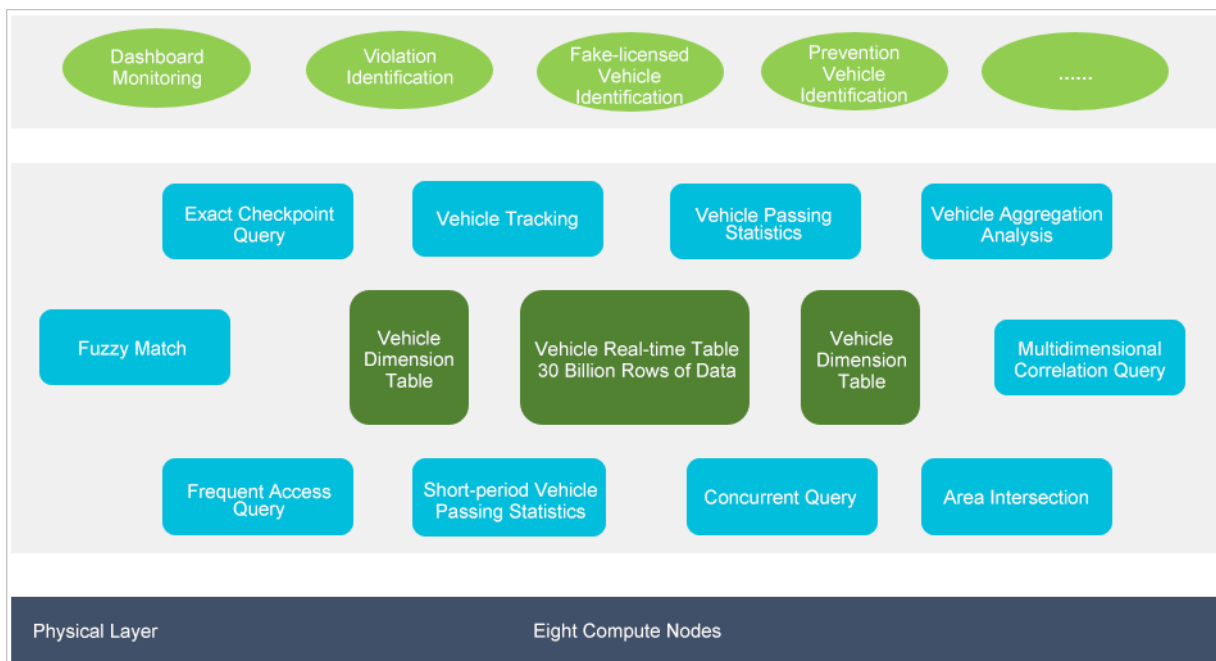 Dashboard
Monitoring
Violation
Identification
Fake-licensed
Vehicle
Identification
Prevention
Vehicle
Identification
......
Exact Checkpoint
Query
Vehicle Tracking
Vehicle Passing
Statistics
Vehicle Aggregation
Analysis
Fuzzy Match
Vehicle
Dimension
Table
Vehicle Real-time Table
30 Billion Rows of Data
Vehicle
Dimension
Table
Multidimensional
Correlation Query
Frequent Access
Query
Short-period Vehicle
Passing Statistics
Concurrent Query
Area Intersection
Physical Layer
Eight Compute Nodes